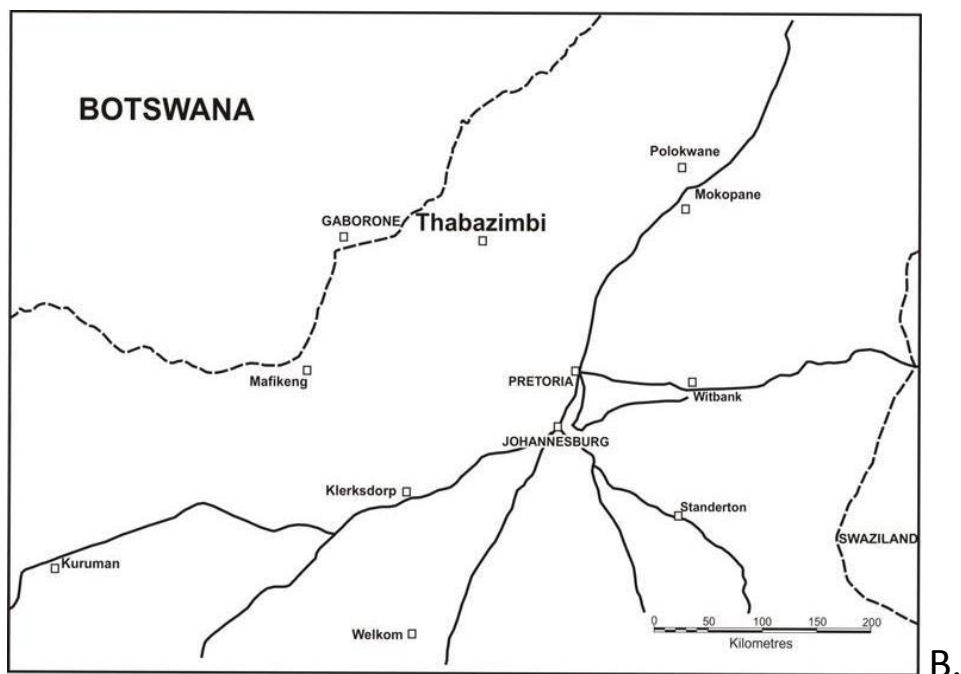 BOTSWANA
Polokwane
Mokopane
GABORONE
Thabazimbi
Mafikeng
PRETORIA
Witbank
JOHANNESBURG
Klerksdorp
Standerton
SWAZILAND
Kuruman
Welkom
0 50 100 150 200
Kilometres
B.